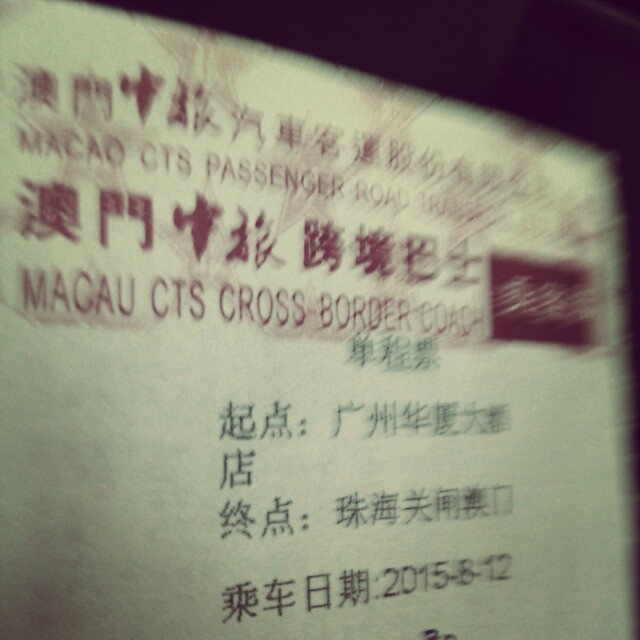 澳門中旅汽車客運股份有限公司
MACAO CTS PASSENGER ROAD TRANSPORT
澳門中旅跨境巴士
MACAU CTS CROSS BORDER COACH
单程票
起点：广州华厦大酒
店
终点：珠海关闸换
乘车日期:2015-8-12